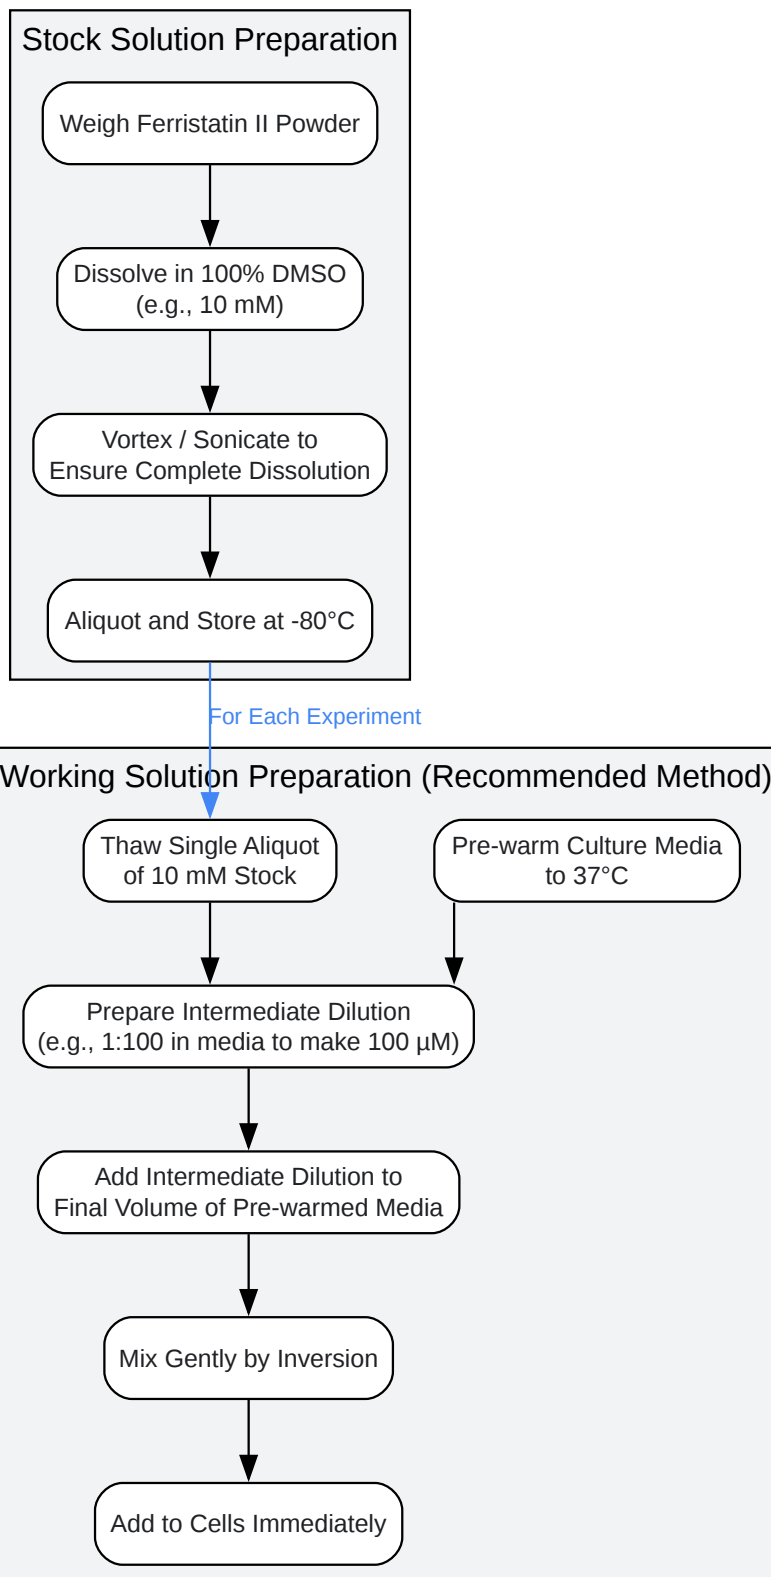 Stock Solution Preparation
Weigh Ferristatin II Powder
Dissolve in 100% DMSO
(e.g., 10 mM)
Vortex / Sonicate to
Ensure Complete Dissolution
Aliquot and Store at -80°C
For Each Experiment
Working Solution Preparation (Recommended Method)
Thaw Single Aliquot
of 10 mM Stock
Pre-warm Culture Media
to 37°C
Prepare Intermediate Dilution
(e.g., 1:100 in media to make 100 µM)
Add Intermediate Dilution to
Final Volume of Pre-warmed Media
Mix Gently by Inversion
Add to Cells Immediately